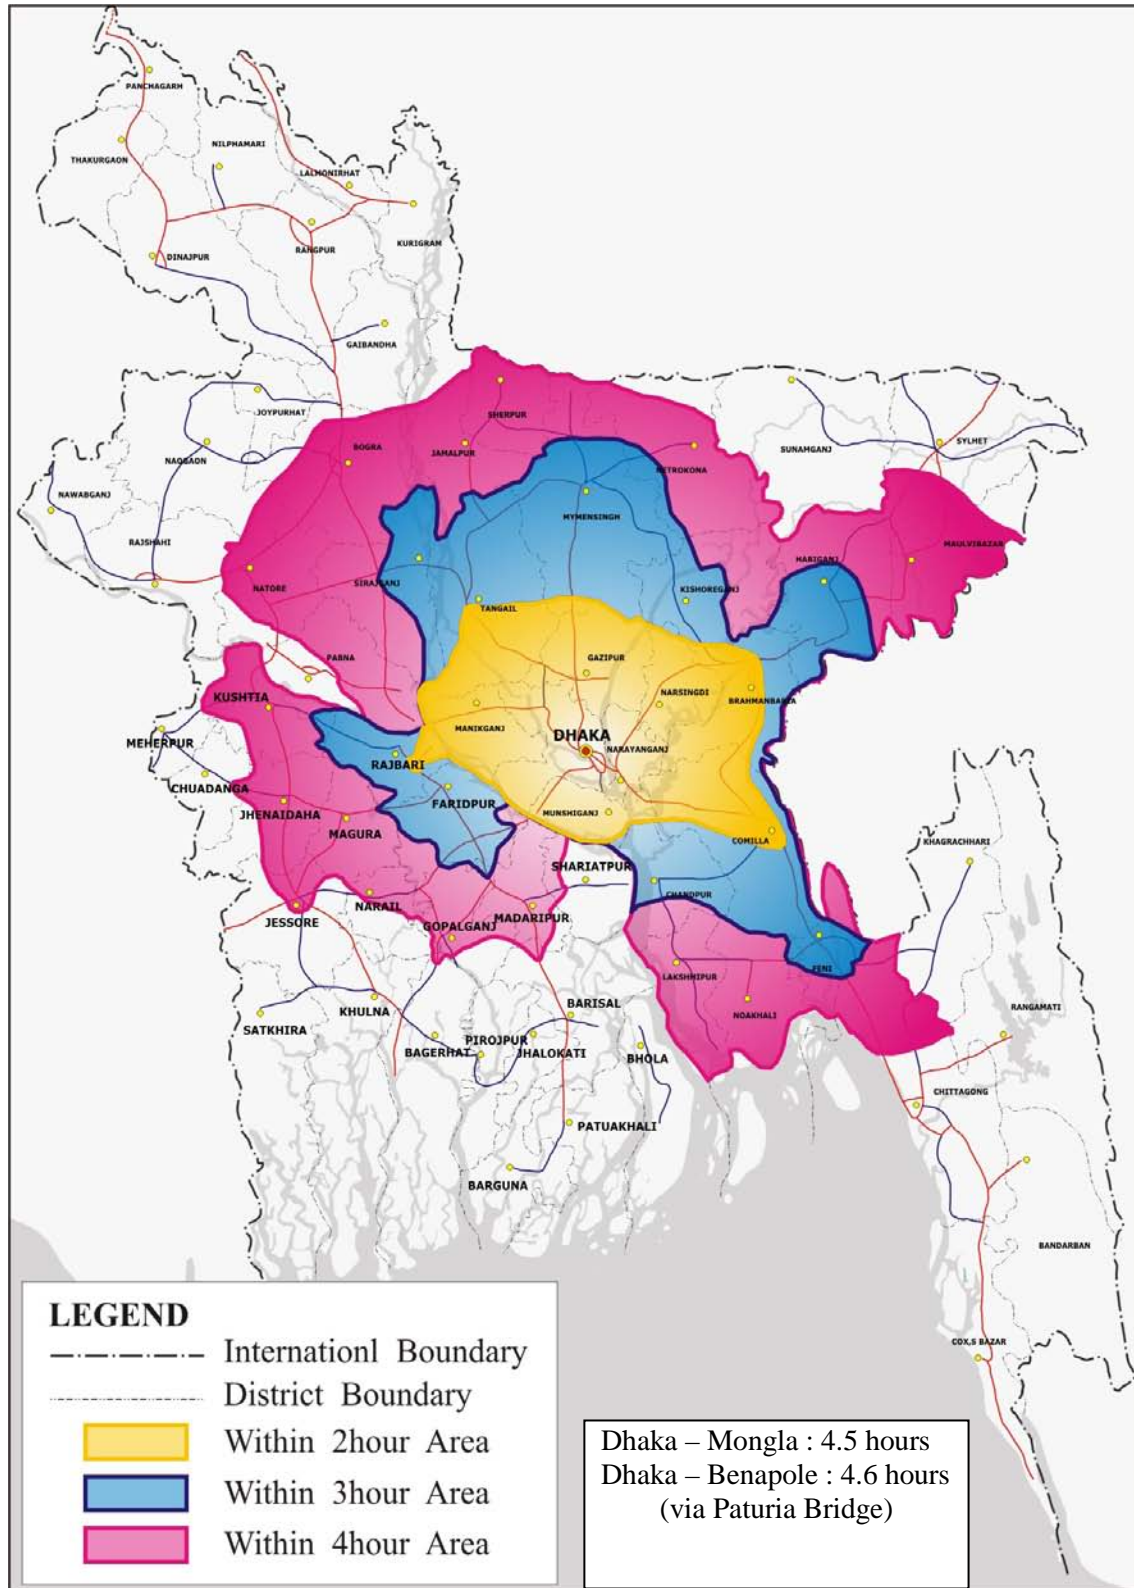 PANCHAGARH
THAKURGAON
NILPHAMARI
LALMONIRHAT
DINAJPUR
RANGPUR
KURIGRAM
GAIBANDHA
JOYPURHAT
SHERPUR
NAOGAON
BOGRA
JAMALPUR
NETROKONA
SUNAMGANJ
SYLHET
NAWABGANJ
RAJSHAHI
MYMENSINGH
HABIGANJ
MAULVIBAZAR
NATORE
SIRAJGANJ
TANGAIL
KISHOREGANJ
PABNA
GAZIPUR
KUSHTIA
NARSINGDI
BRAHMANBARIA
MANIKGANJ
MEHERPUR
DHAKA
NARAYANGANJ
RAJBARI
CHUADANGA
FARIDPUR
JHENAIDAHA
MAGURA
MUNSHIGANJ
COMILLA
KHAGRACHHARI
SHARIATPUR
CHANDPUR
NARAIL
JESSORE
GOPALGANJ
MADARIPUR
LAKSHMIPUR
FENI
NOAKHALI
RANGAMATI
BARISAL
KHULNA
SATKHIRA
PIROJPUR
BAGERHAT
JHALOKATI
BHOLA
CHITTAGONG
PATUAKHALI
BARGUNA
BANDARBAN
COX,S BAZAR
LEGEND
Internationl Boundary
District Boundary
Within 2hour Area
Within 3hour Area
Within 4hour Area
Dhaka – Mongla : 4.5 hours
Dhaka – Benapole : 4.6 hours
(via Paturia Bridge)